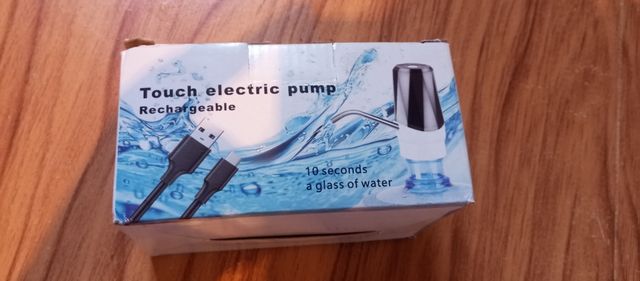 Touch electric pump
Rechargeable
10 seconds
a glass of water